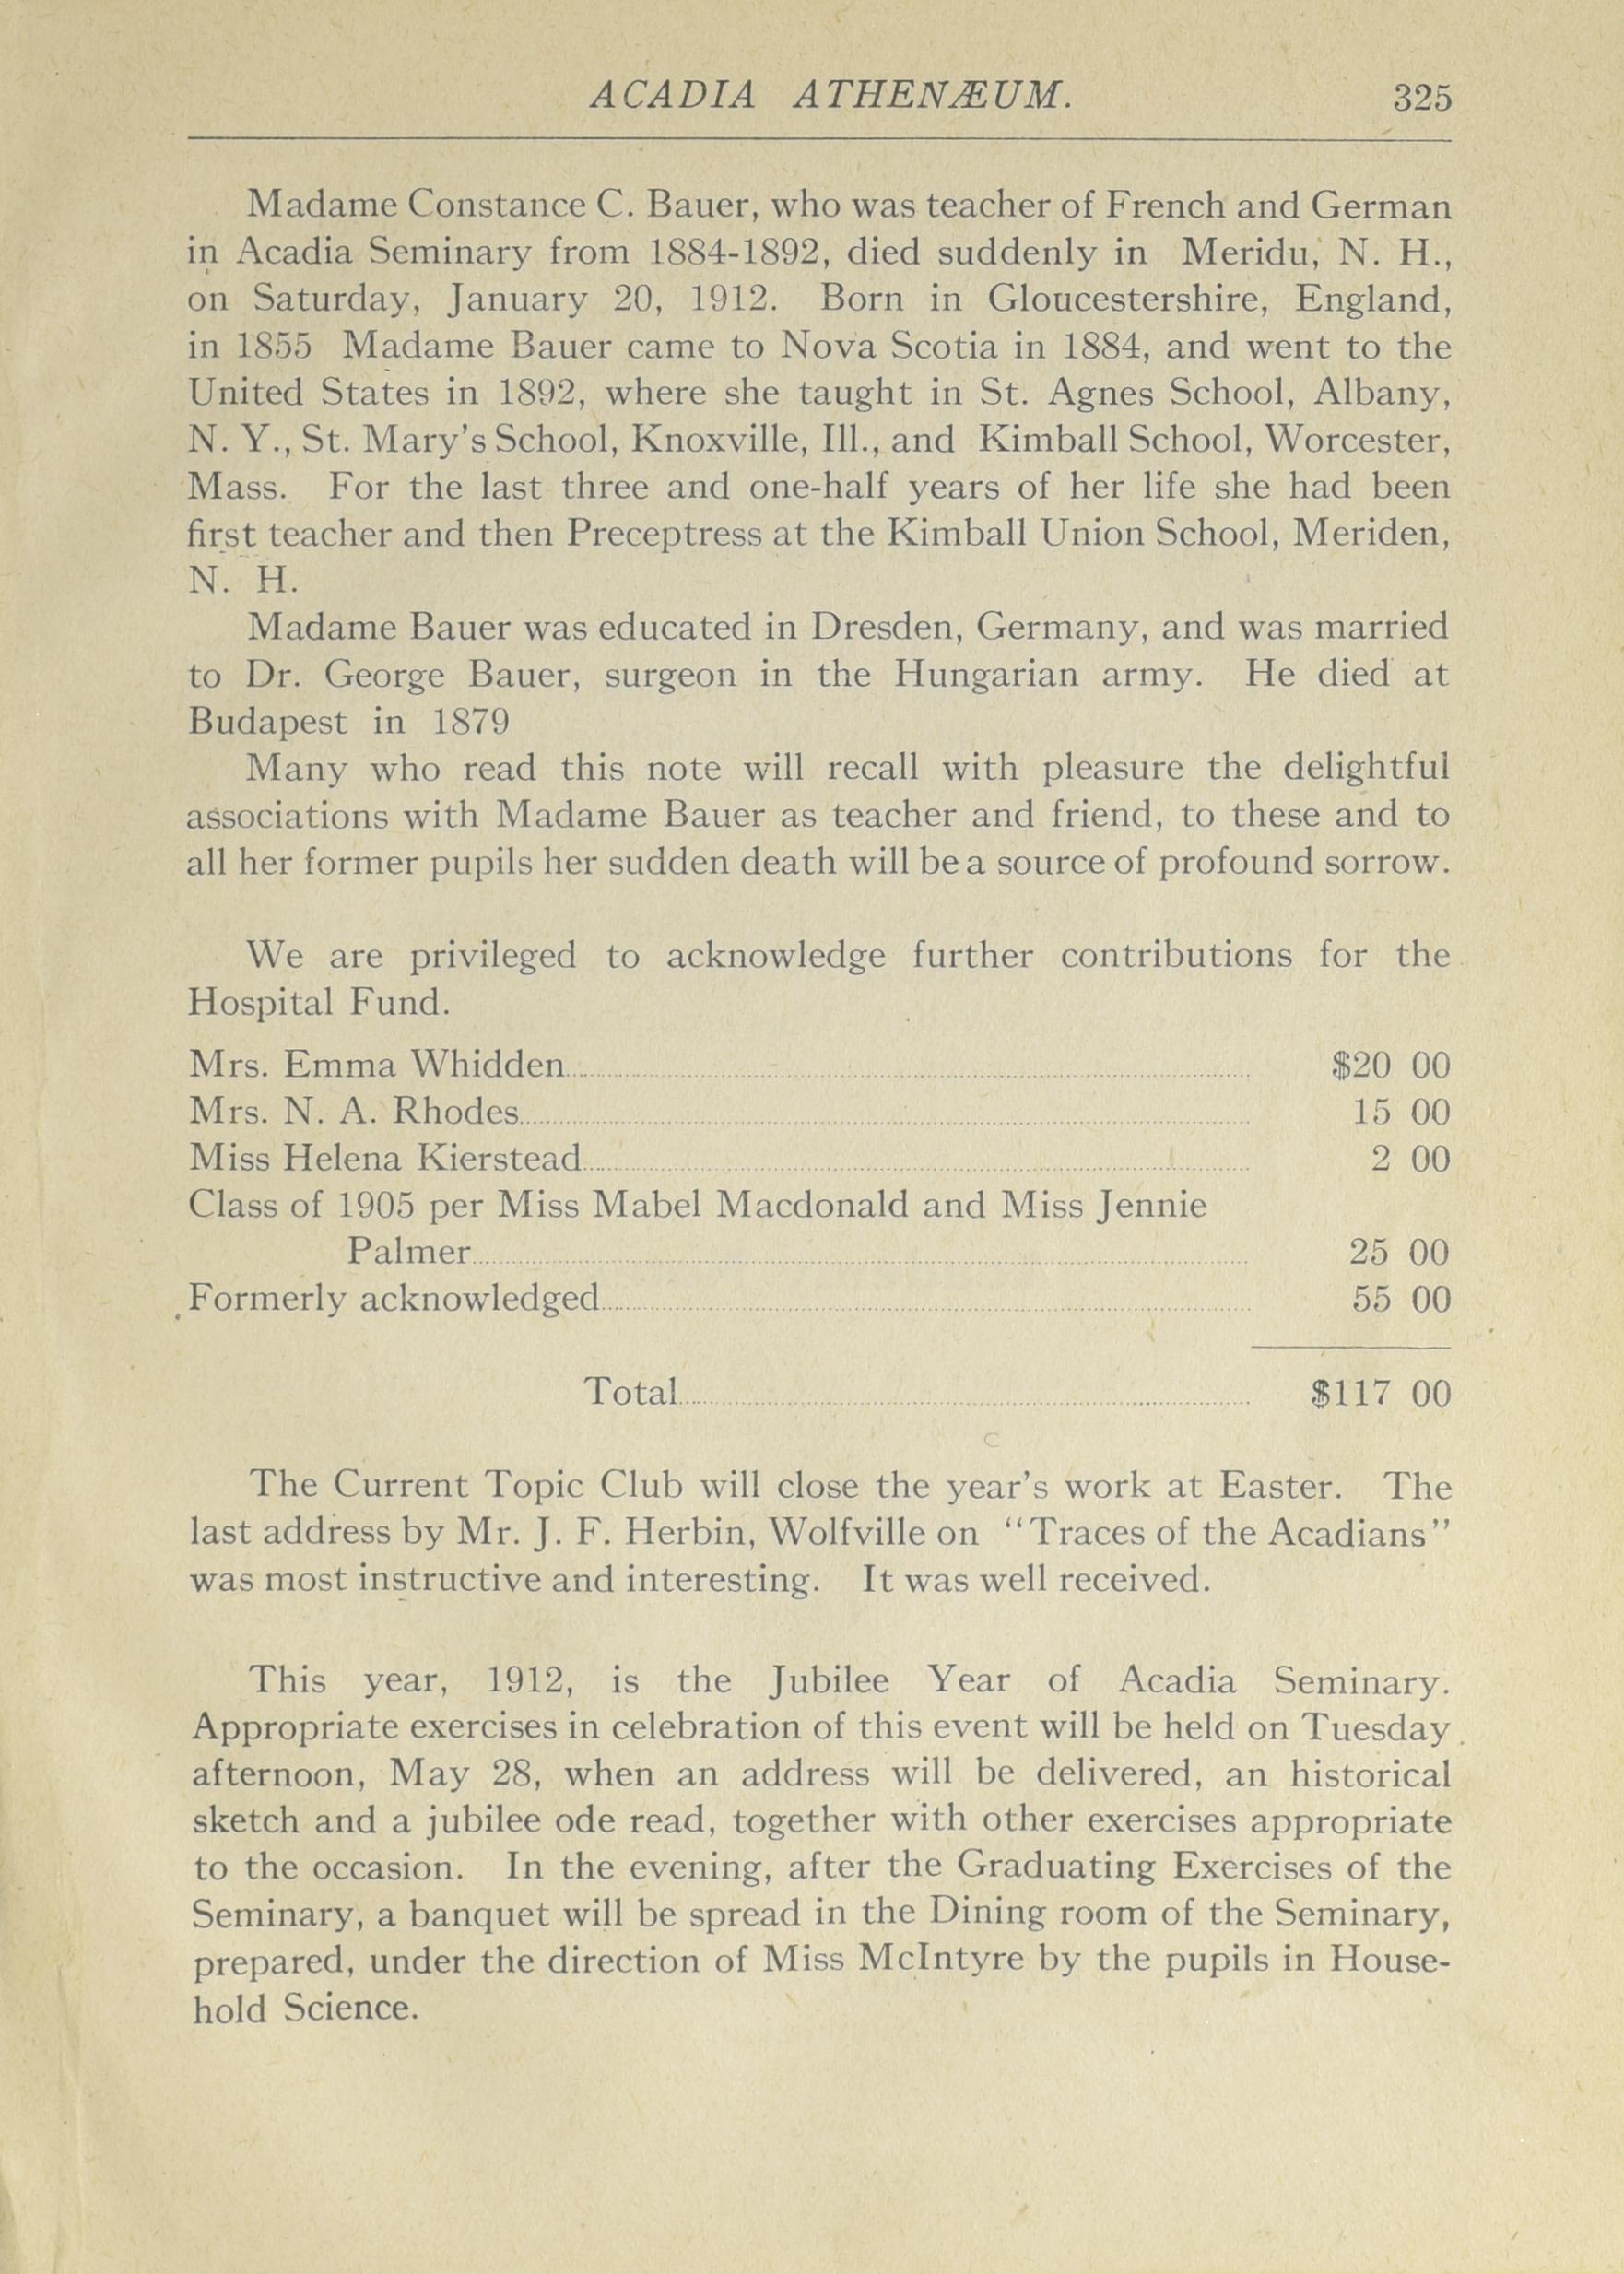 ACADIA ATHENÆUM. 325
Madame Constance C. Bauer, who was teacher of French and German
in Acadia Seminary from 1884-1892, died suddenly in Meridu, N. H.,
on Saturday, January 20, 1912. Born in Gloucestershire, England,
in 1855 Madame Bauer came to Nova Scotia in 1884, and went to the
United States in 1892, where she taught in St. Agnes School, Albany,
N. Y., St. Mary's School, Knoxville, Ill., and Kimball School, Worcester,
Mass. For the last three and one-half years of her life she had been
first teacher and then Preceptress at the Kimball Union School, Meriden,
N. H.
Madame Bauer was educated in Dresden, Germany, and was married
to Dr. George Bauer, surgeon in the Hungarian army. He died at
Budapest in 1879
Many who read this note will recall with pleasure the delightful
associations with Madame Bauer as teacher and friend, to these and to
all her former pupils her sudden death will be a source of profound sorrow.
We are privileged to acknowledge further contributions for the
Hospital Fund.
Mrs. Emma Whidden $20 00
Mrs. N. A. Rhodes 15 00
Miss Helena Kierstead 2 00
Class of 1905 per Miss Mabel Macdonald and Miss Jennie
Palmer 25 00
Formerly acknowledged 55 00
Total $117 00
The Current Topic Club will close the year's work at Easter. The
last address by Mr. J. F. Herbin, Wolfville on "Traces of the Acadians"
was most instructive and interesting. It was well received.
This year, 1912, is the Jubilee Year of Acadia Seminary.
Appropriate exercises in celebration of this event will be held on Tuesday
afternoon, May 28, when an address will be delivered, an historical
sketch and a jubilee ode read, together with other exercises appropriate
to the occasion. In the evening, after the Graduating Exercises of the
Seminary, a banquet will be spread in the Dining room of the Seminary,
prepared, under the direction of Miss McIntyre by the pupils in House-
hold Science.